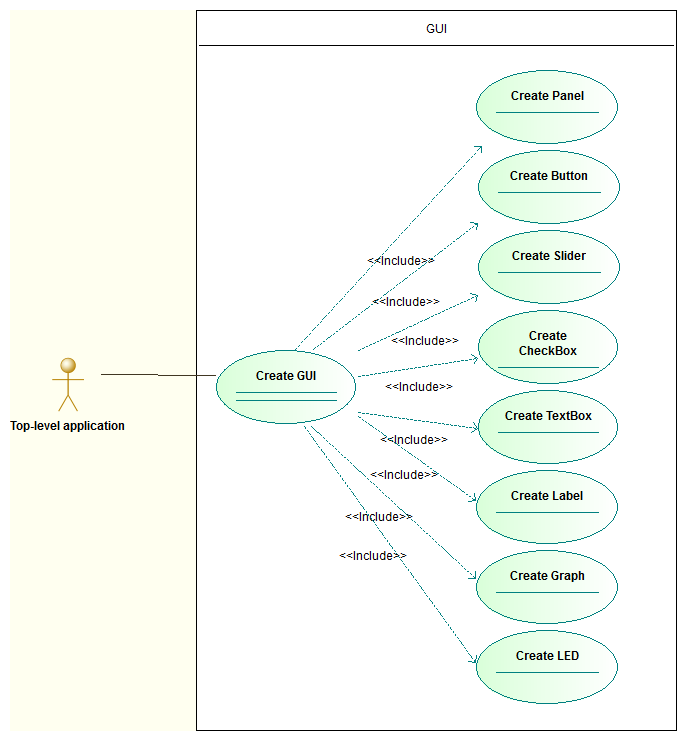 GUI
Create Panel
Create Button
<<Include>>
Create Slider
<<Include>>
<<Include>>
Create
CheckBox
Create GUI
<<Include>>
Create TextBox
Top-level application
<<Include>>
<<Include>>
Create Label
<<Include>>
<<Include>>
Create Graph
Create LED